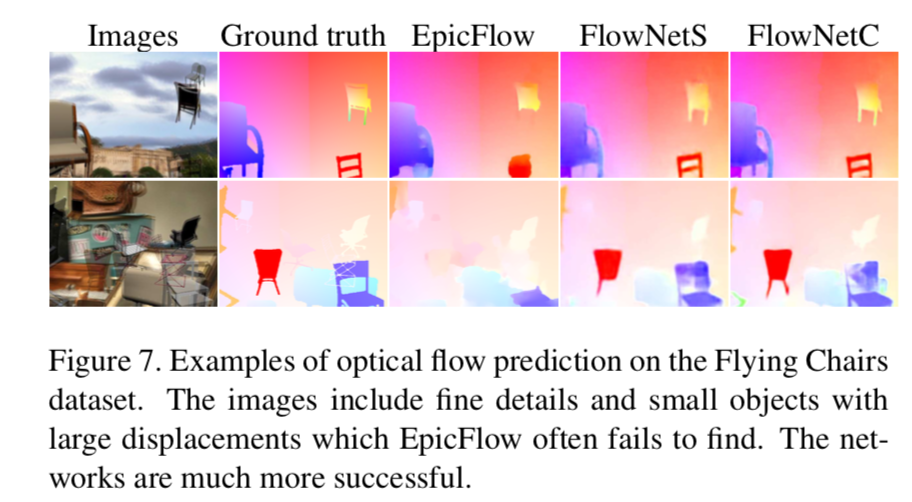 Images Ground truth EpicFlow FlowNetS FlowNetC
Figure 7. Examples of optical flow prediction on the Flying Chairs
dataset. The images include fine details and small objects with
large displacements which EpicFlow often fails to find. The net-
works are much more successful.